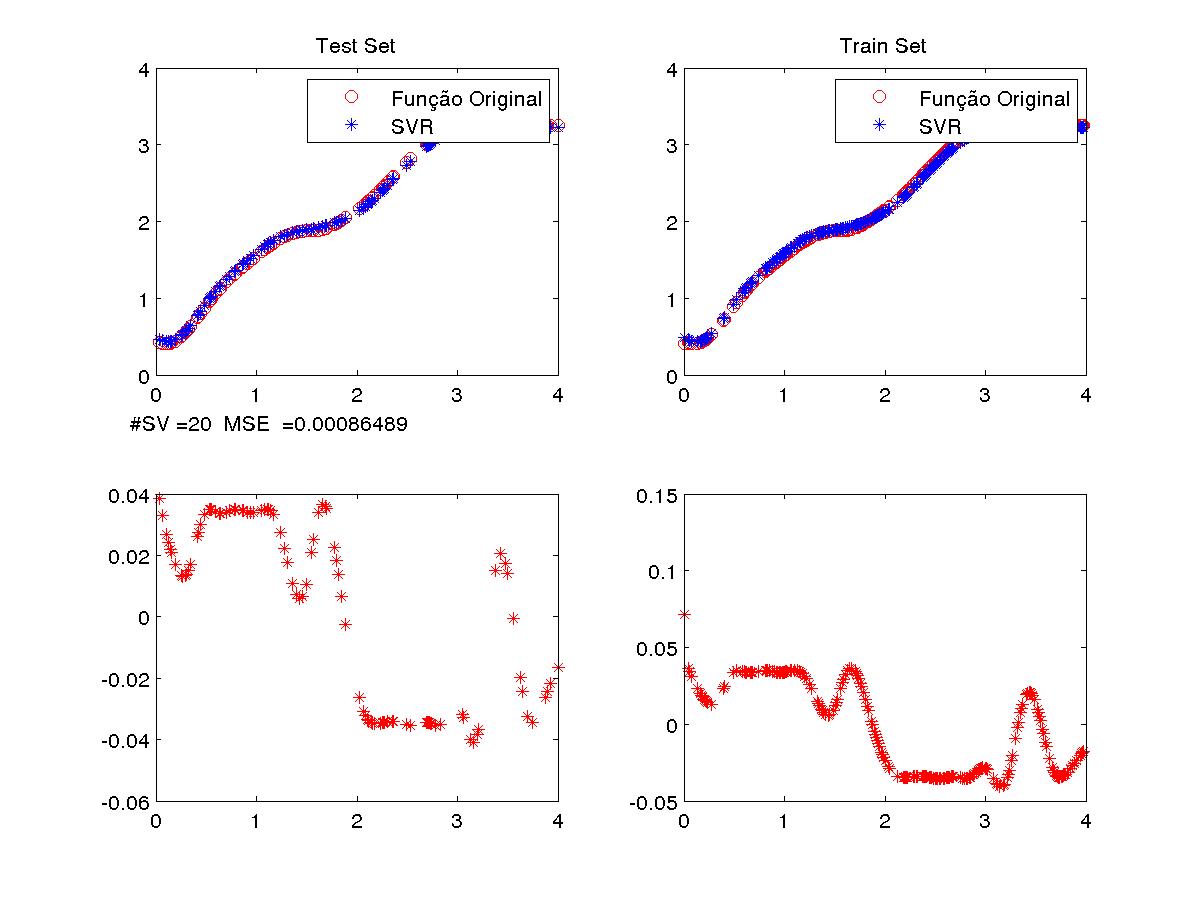 Test Set
4
3
2
1
0
0 1 2 3 4
Função Original
SVR
#SV =20 MSE =0.00086489
Train Set
4
3
2
1
0
0 1 2 3 4
Função Original
SVR
0.04
0.02
0
-0.02
-0.04
-0.06
0 1 2 3 4
0.15
0.1
0.05
0
-0.05
0 1 2 3 4